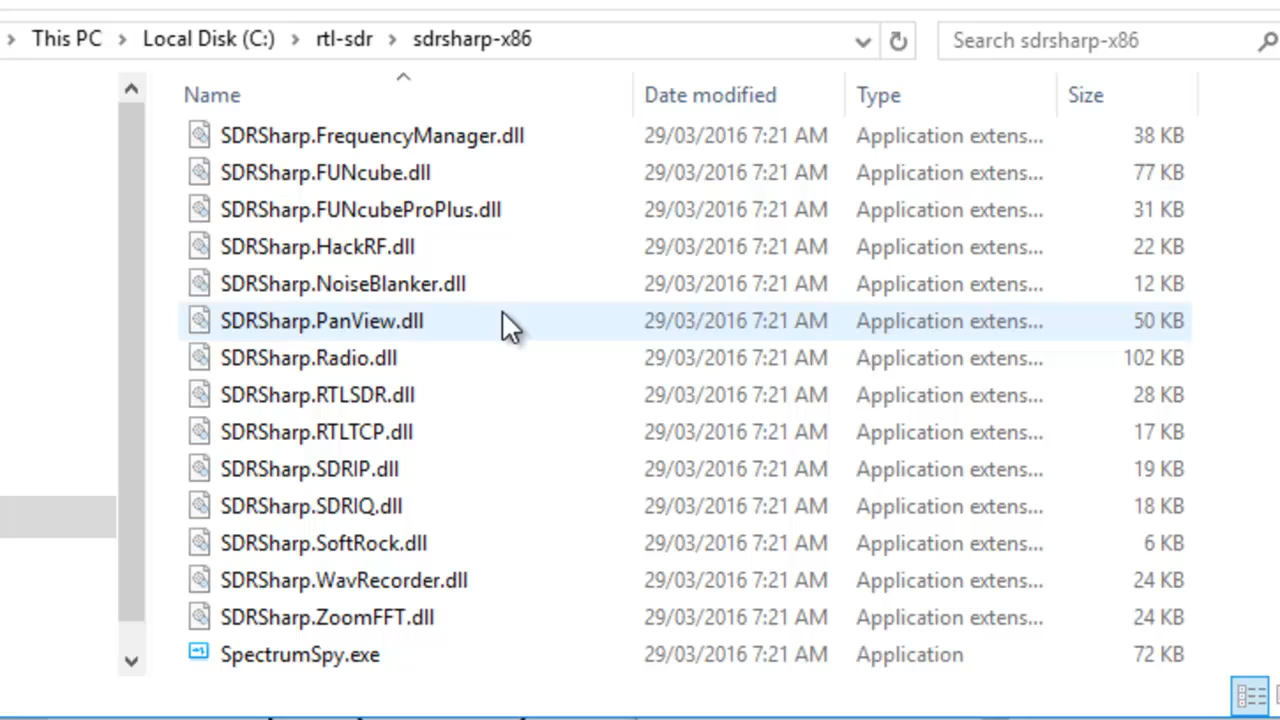 This PC > Local Disk (C:) > rtl-sdr > sdrsharp-x86
Search sdrsharp-x86
Name Date modified Type Size
SDRSharp.FrequencyManager.dll 29/03/2016 7:21 AM Application extens... 38 KB
SDRSharp.FUNcube.dll 29/03/2016 7:21 AM Application extens... 77 KB
SDRSharp.FUNcubeProPlus.dll 29/03/2016 7:21 AM Application extens... 31 KB
SDRSharp.HackRF.dll 29/03/2016 7:21 AM Application extens... 22 KB
SDRSharp.NoiseBlanker.dll 29/03/2016 7:21 AM Application extens... 12 KB
SDRSharp.PanView.dll 29/03/2016 7:21 AM Application extens... 50 KB
SDRSharp.Radio.dll 29/03/2016 7:21 AM Application extens... 102 KB
SDRSharp.RTLSDR.dll 29/03/2016 7:21 AM Application extens... 28 KB
SDRSharp.RTLTCP.dll 29/03/2016 7:21 AM Application extens... 17 KB
SDRSharp.SDRIP.dll 29/03/2016 7:21 AM Application extens... 19 KB
SDRSharp.SDRIQ.dll 29/03/2016 7:21 AM Application extens... 18 KB
SDRSharp.SoftRock.dll 29/03/2016 7:21 AM Application extens... 6 KB
SDRSharp.WavRecorder.dll 29/03/2016 7:21 AM Application extens... 24 KB
SDRSharp.ZoomFFT.dll 29/03/2016 7:21 AM Application extens... 24 KB
SpectrumSpy.exe 29/03/2016 7:21 AM Application 72 KB